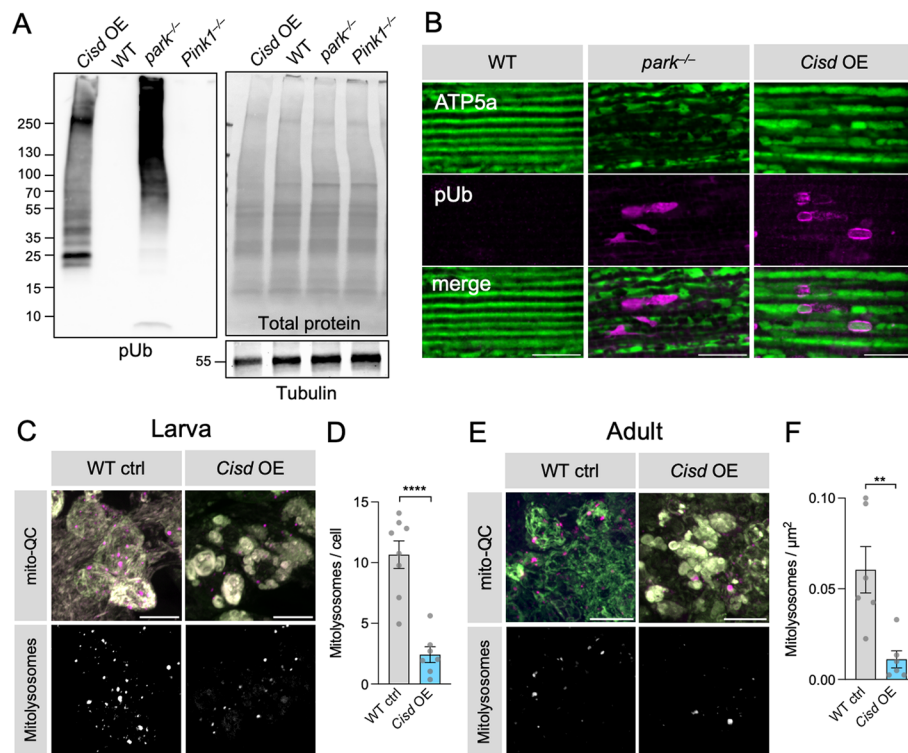 A
Cisd OE
WT
park⁻/⁻
Pink1⁻/⁻
Cisd OE
WT
park⁻/⁻
Pink1⁻/⁻
250
130
100
70
55
35
25
15
10
pUb
Total protein
55
Tubulin
B
WT
park⁻/⁻
Cisd OE
ATP5a
pUb
merge
C
Larva
WT ctrl
Cisd OE
mito-QC
Mitolysosomes
D
****
15
10
5
0
Mitolysosomes / cell
WT ctrl
Cisd OE
E
Adult
WT ctrl
Cisd OE
mito-QC
Mitolysosomes
F
**
0.10
0.05
0.00
Mitolysosomes / µm²
WT ctrl
Cisd OE